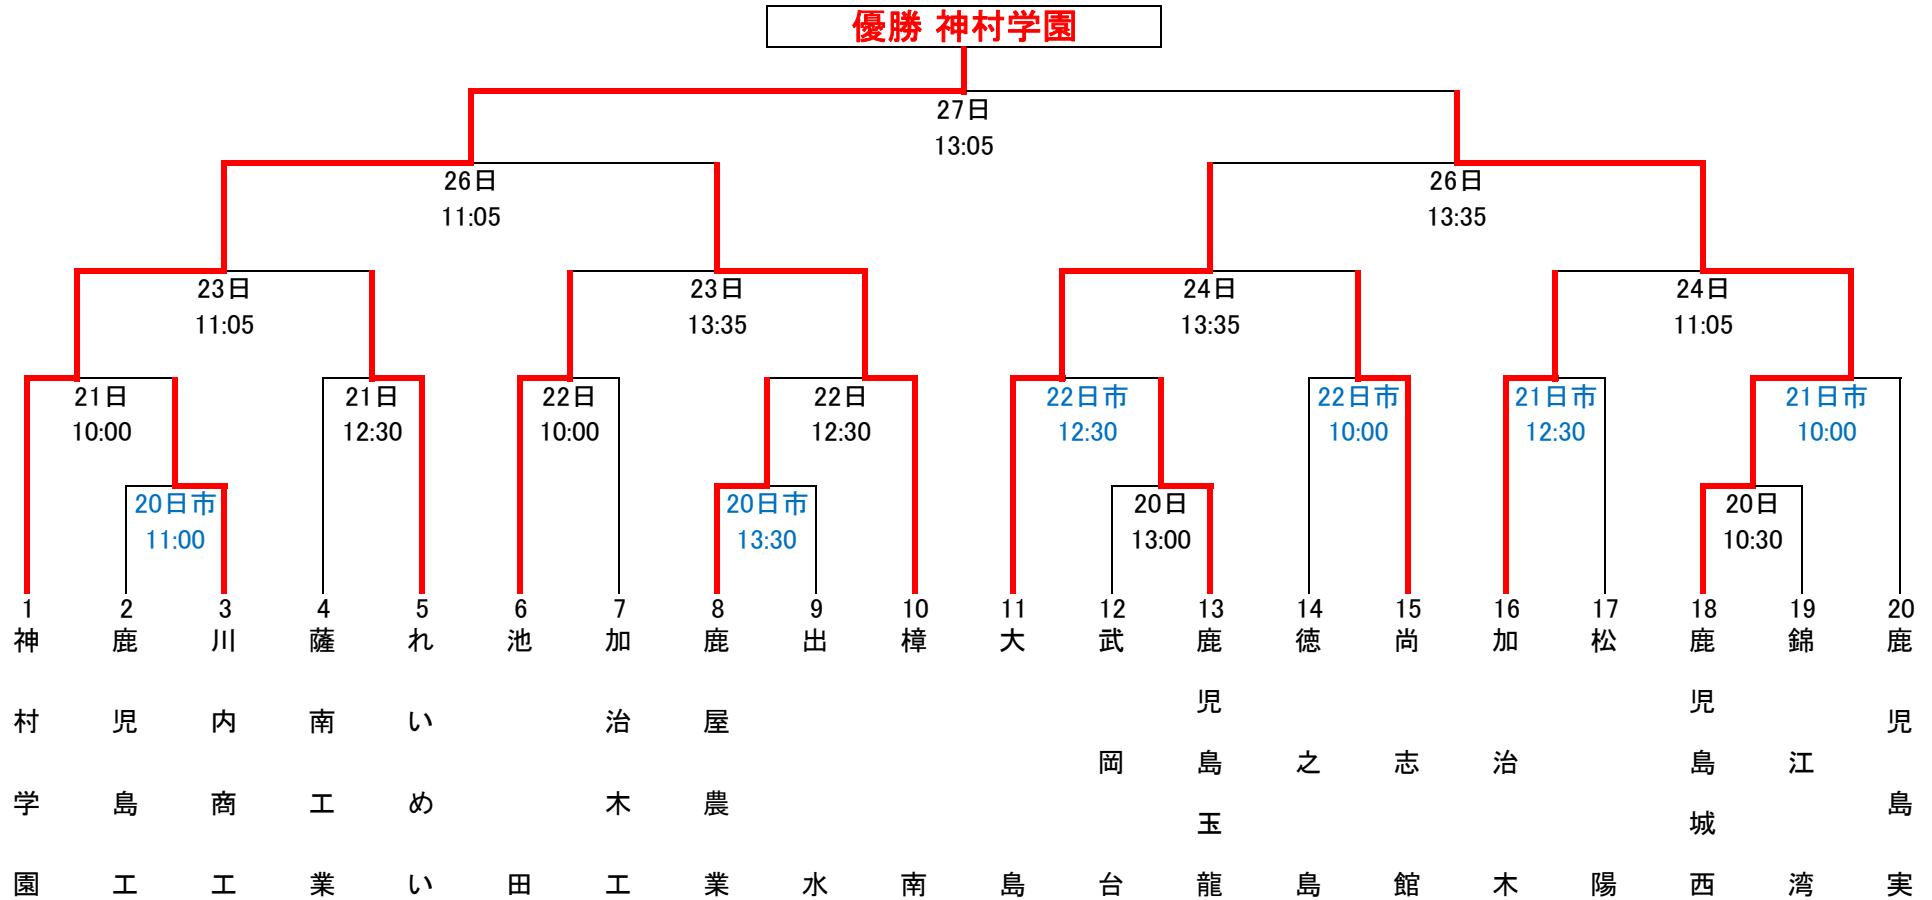 優勝 神村学園
27日
13:05
26日
11:05
26日
13:35
23日
11:05
23日
13:35
24日
13:35
24日
11:05
21日
10:00
21日
12:30
22日
10:00
22日
12:30
22日市
12:30
22日市
10:00
21日市
12:30
21日市
10:00
20日市
11:00
20日市
13:30
20日
13:00
20日
10:30
1
神村学園
2
鹿児島工
3
川内商工
4
薩南工業
5
れいめい
6
池田
7
加治木工
8
鹿屋農業
9
出水
10
樟南
11
大島
12
武岡台
13
鹿児島玉龍
14
徳之島
15
尚志館
16
加治木
17
松陽
18
鹿児島城西
19
錦江湾
20
鹿児島実